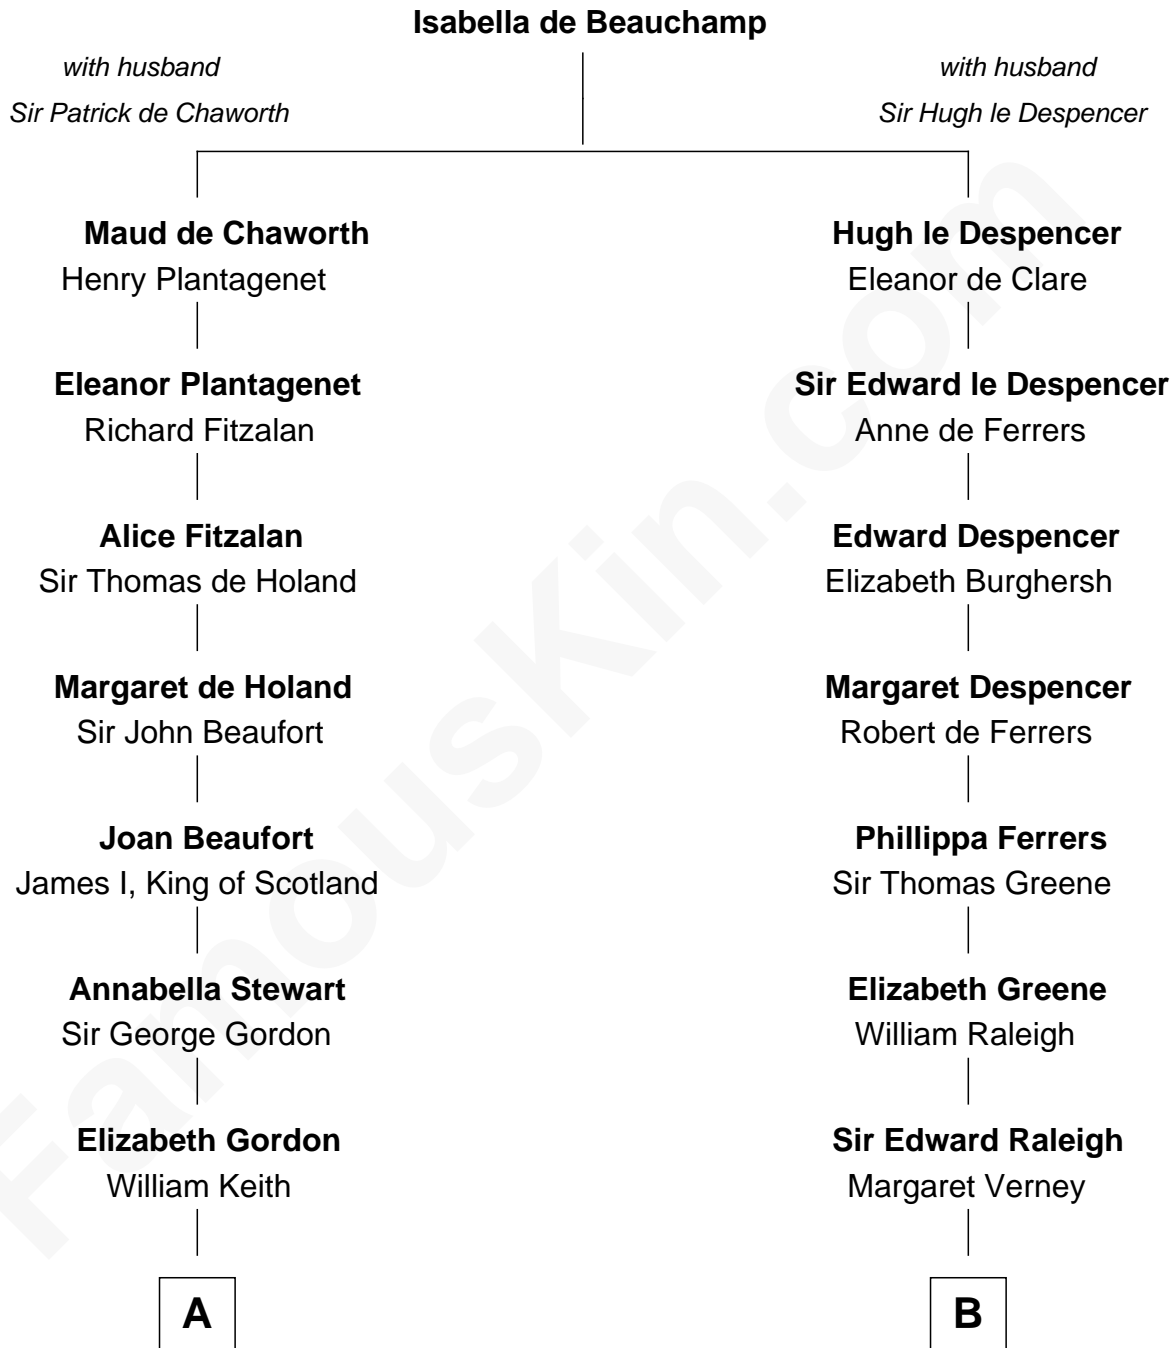 Isabella de Beauchamp
with husband
Sir Patrick de Chaworth
with husband
Sir Hugh le Despencer
Maud de Chaworth
Henry Plantagenet
Hugh le Despencer
Eleanor de Clare
Eleanor Plantagenet
Richard Fitzalan
Sir Edward le Despencer
Anne de Ferrers
Alice Fitzalan
Sir Thomas de Holand
Edward Despencer
Elizabeth Burghersh
Margaret de Holand
Sir John Beaufort
Margaret Despencer
Robert de Ferrers
Joan Beaufort
James I, King of Scotland
Phillippa Ferrers
Sir Thomas Greene
Annabella Stewart
Sir George Gordon
Elizabeth Greene
William Raleigh
Elizabeth Gordon
William Keith
Sir Edward Raleigh
Margaret Verney
A
B
FamousKin.com